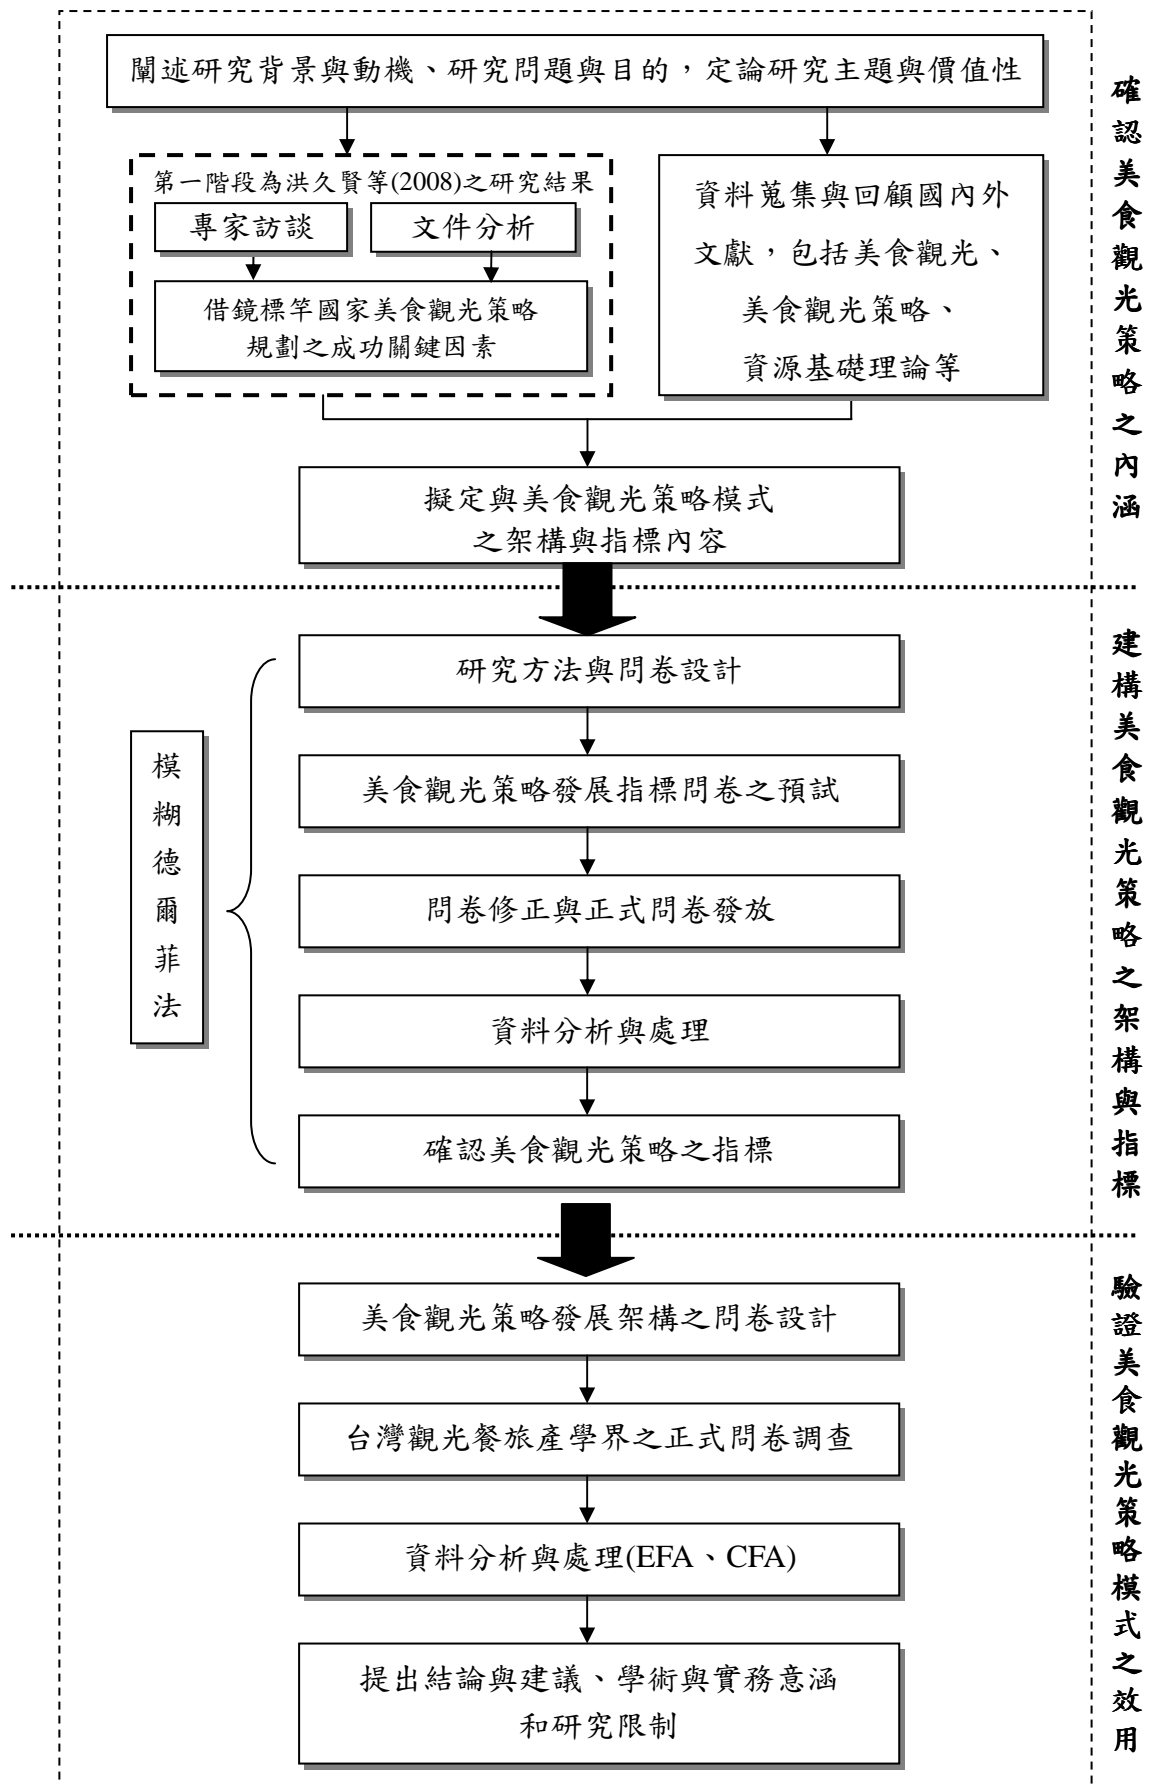 闡述研究背景與動機、研究問題與目的，定論研究主題與價值性
第一階段為洪久賢等(2008)之研究結果
專家訪談
文件分析
借鏡標竿國家美食觀光策略
規劃之成功關鍵因素
資料蒐集與回顧國內外
文獻，包括美食觀光、
美食觀光策略、
資源基礎理論等
擬定與美食觀光策略模式
之架構與指標內容
確認美食觀光策略之內涵
研究方法與問卷設計
美食觀光策略發展指標問卷之預試
問卷修正與正式問卷發放
資料分析與處理
確認美食觀光策略之指標
模糊德爾菲法
建構美食觀光策略之架構與指標
美食觀光策略發展架構之問卷設計
台灣觀光餐旅產學界之正式問卷調查
資料分析與處理(EFA、CFA)
提出結論與建議、學術與實務意涵
和研究限制
驗證美食觀光策略模式之效用